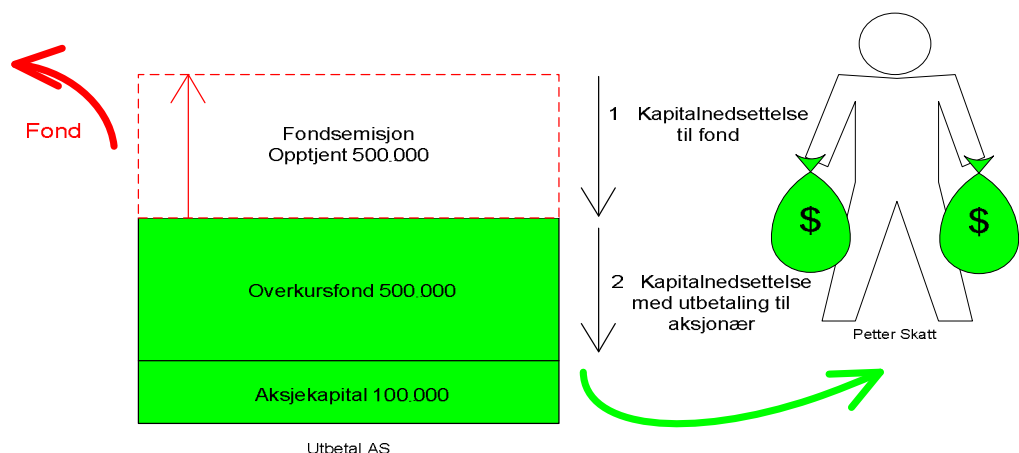 Fond
Fondsemisjon
Opptjent 500.000
1 Kapitalnedsettelse
til fond
$ $
Overkursfond 500.000
2 Kapitalnedsettelse
med utbetaling til
aksjonær
Petter Skatt
Aksjekapital 100.000
Utbetal AS